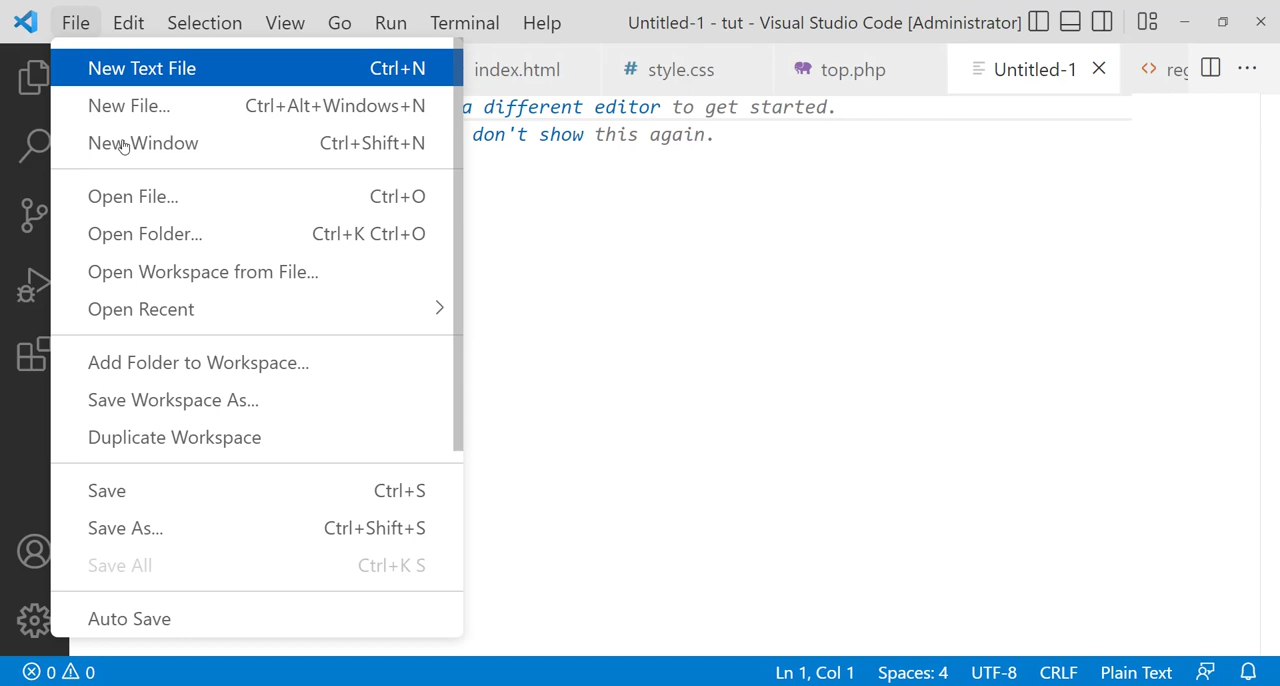 File Edit Selection View Go Run Terminal Help Untitled-1 - tut - Visual Studio Code [Administrator]
index.html # style.css top.php Untitled-1 <> reg
New Text File Ctrl+N
New File... Ctrl+Alt+Windows+N
New Window Ctrl+Shift+N
a different editor to get started.
don't show this again.
Open File... Ctrl+O
Open Folder... Ctrl+K Ctrl+O
Open Workspace from File...
Open Recent
Add Folder to Workspace...
Save Workspace As...
Duplicate Workspace
Save Ctrl+S
Save As... Ctrl+Shift+S
Save All Ctrl+K S
Auto Save
0 0 Ln 1, Col 1 Spaces: 4 UTF-8 CRLF Plain Text